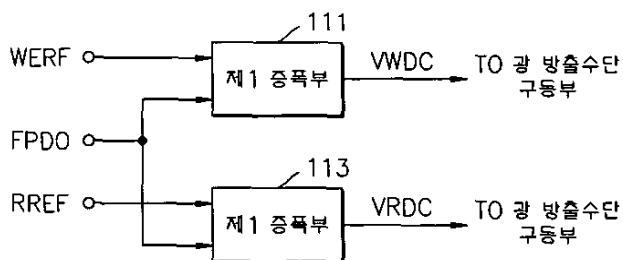 111
WERF
제1 증폭부
VWDC
TO 광 방출수단
구동부
FPDO
113
RREF
제1 증폭부
VRDC
TO 광 방출수단
구동부